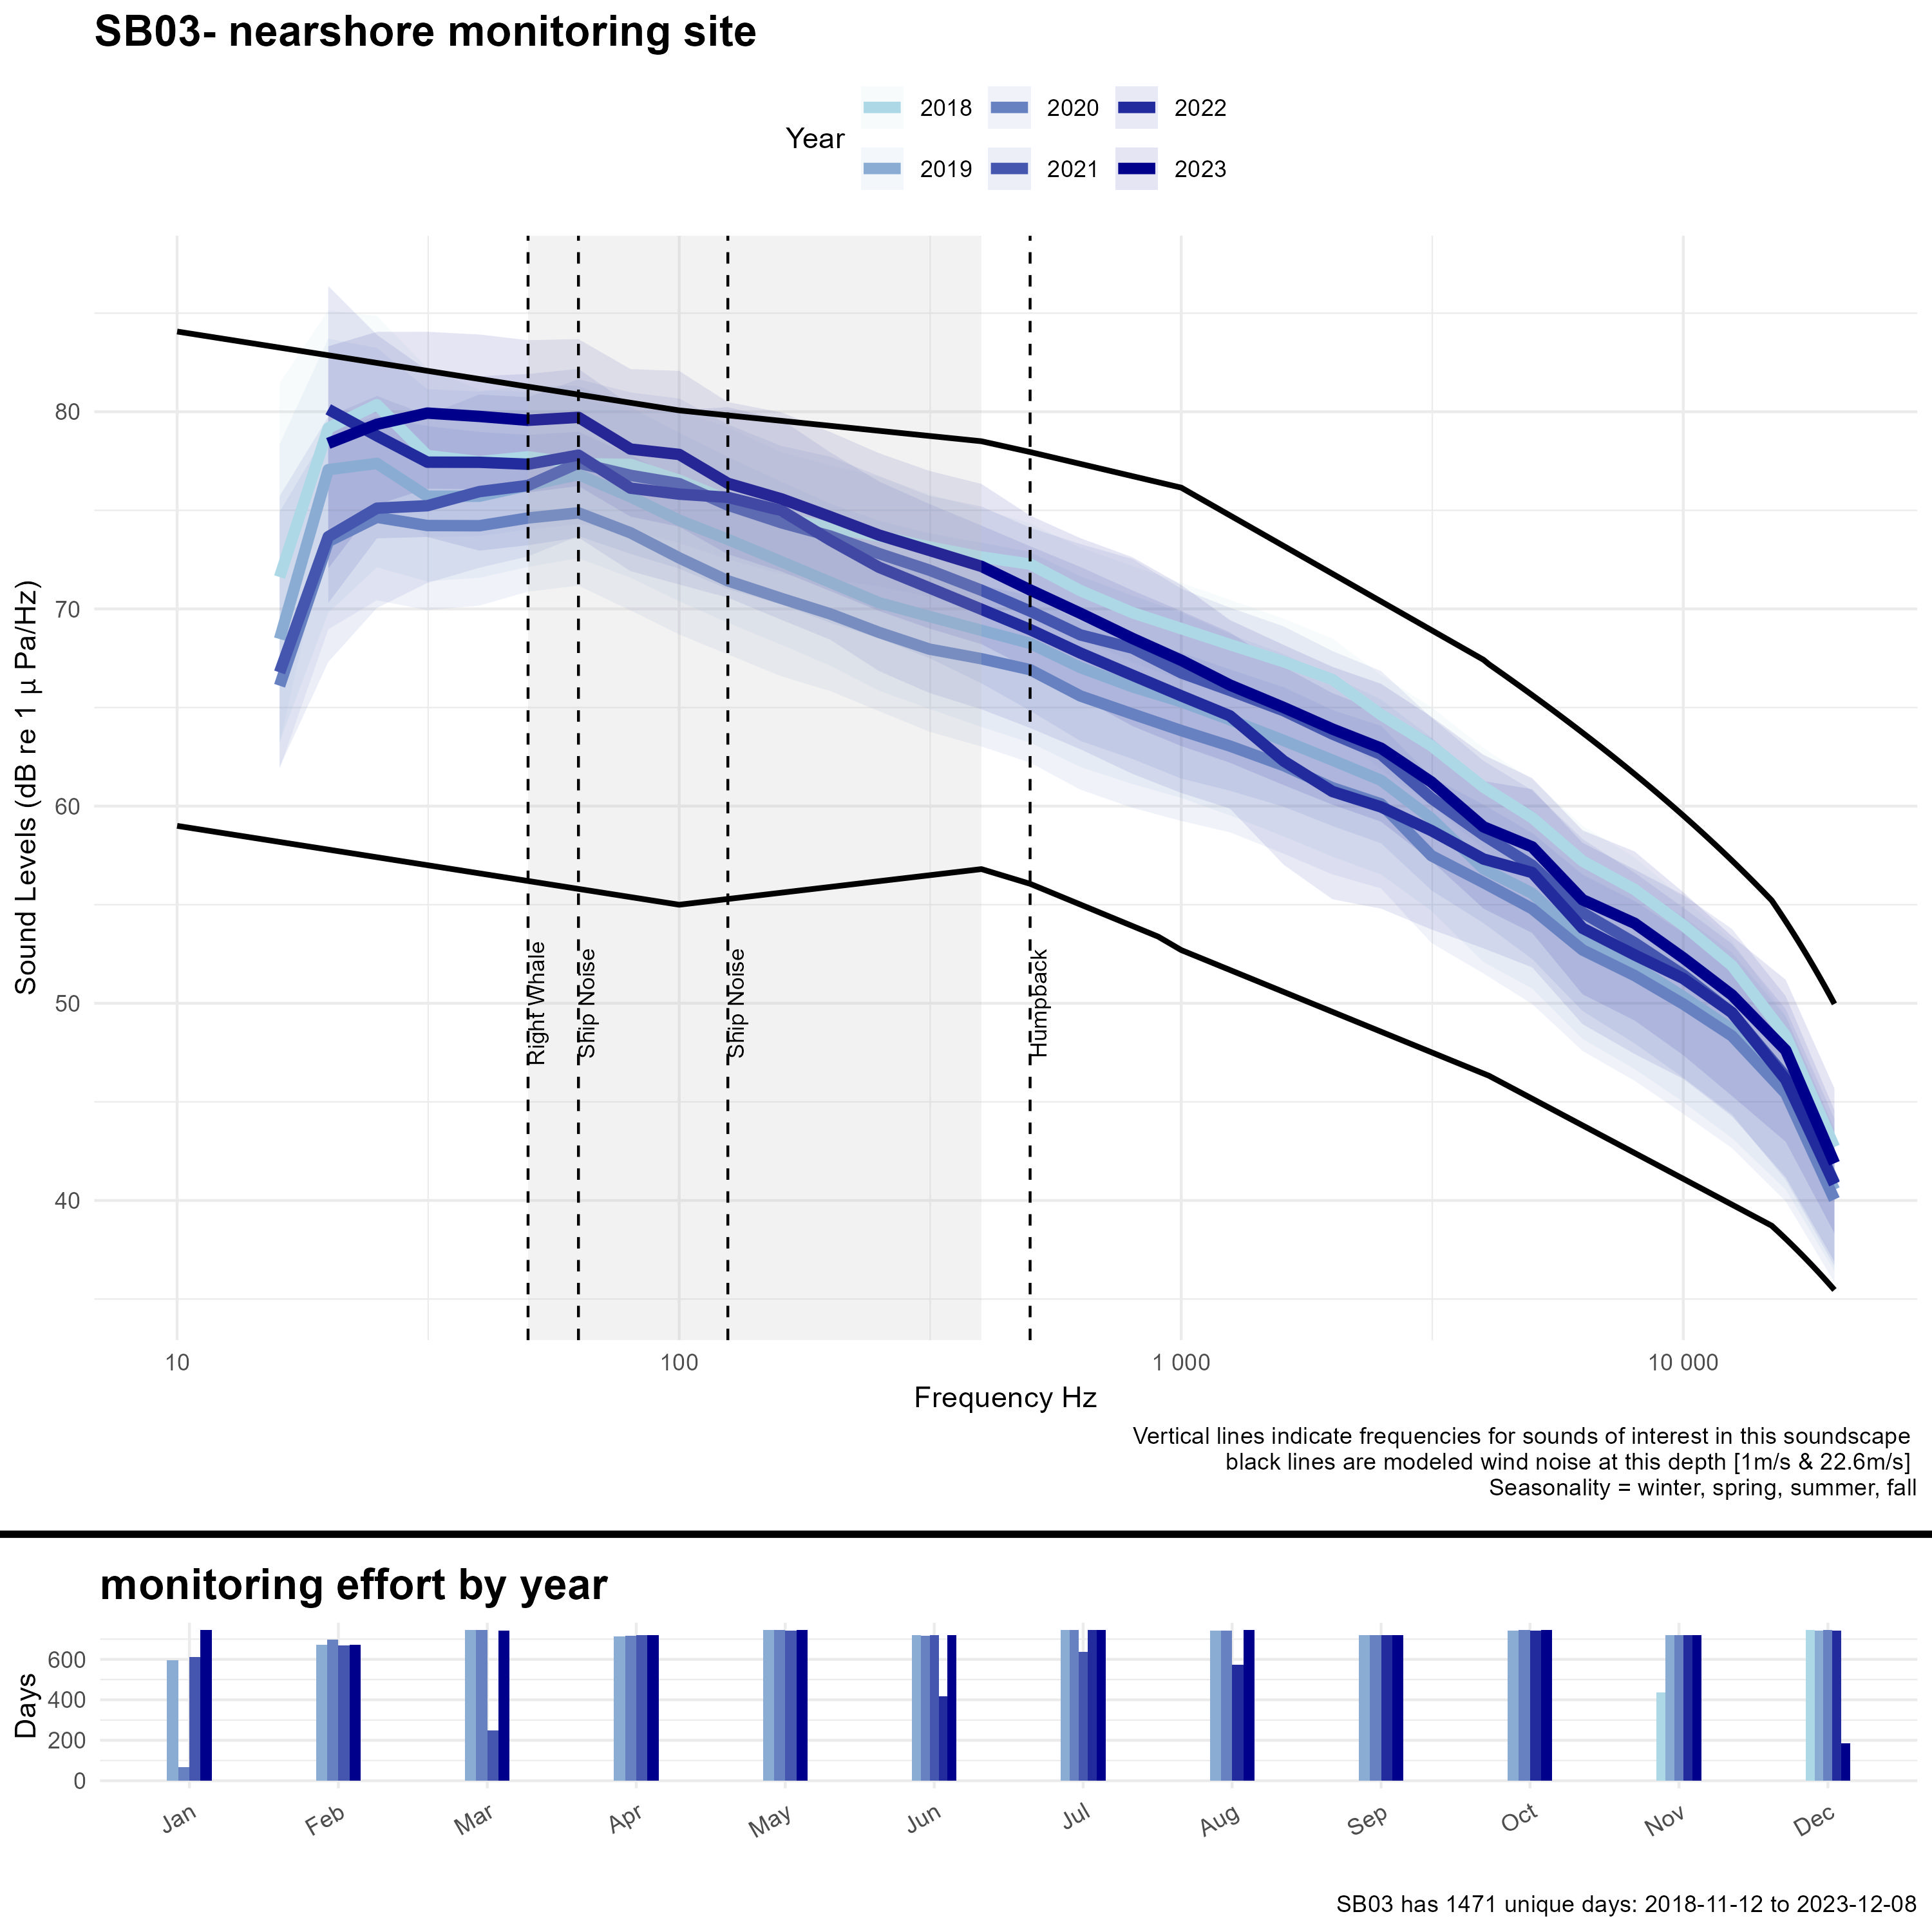 SB03- nearshore monitoring site
Year
2018
2020
2022
2019
2021
2023
Sound Levels (dB re 1 µ Pa/Hz)
80
70
60
50
40
Right Whale
Ship Noise
Ship Noise
Humpback
10
100
1 000
10 000
Frequency Hz
Vertical lines indicate frequencies for sounds of interest in this soundscape
black lines are modeled wind noise at this depth [1m/s & 22.6m/s]
Seasonality = winter, spring, summer, fall
monitoring effort by year
Days
600
400
200
0
Jan
Feb
Mar
Apr
May
Jun
Jul
Aug
Sep
Oct
Nov
Dec
SB03 has 1471 unique days: 2018-11-12 to 2023-12-08